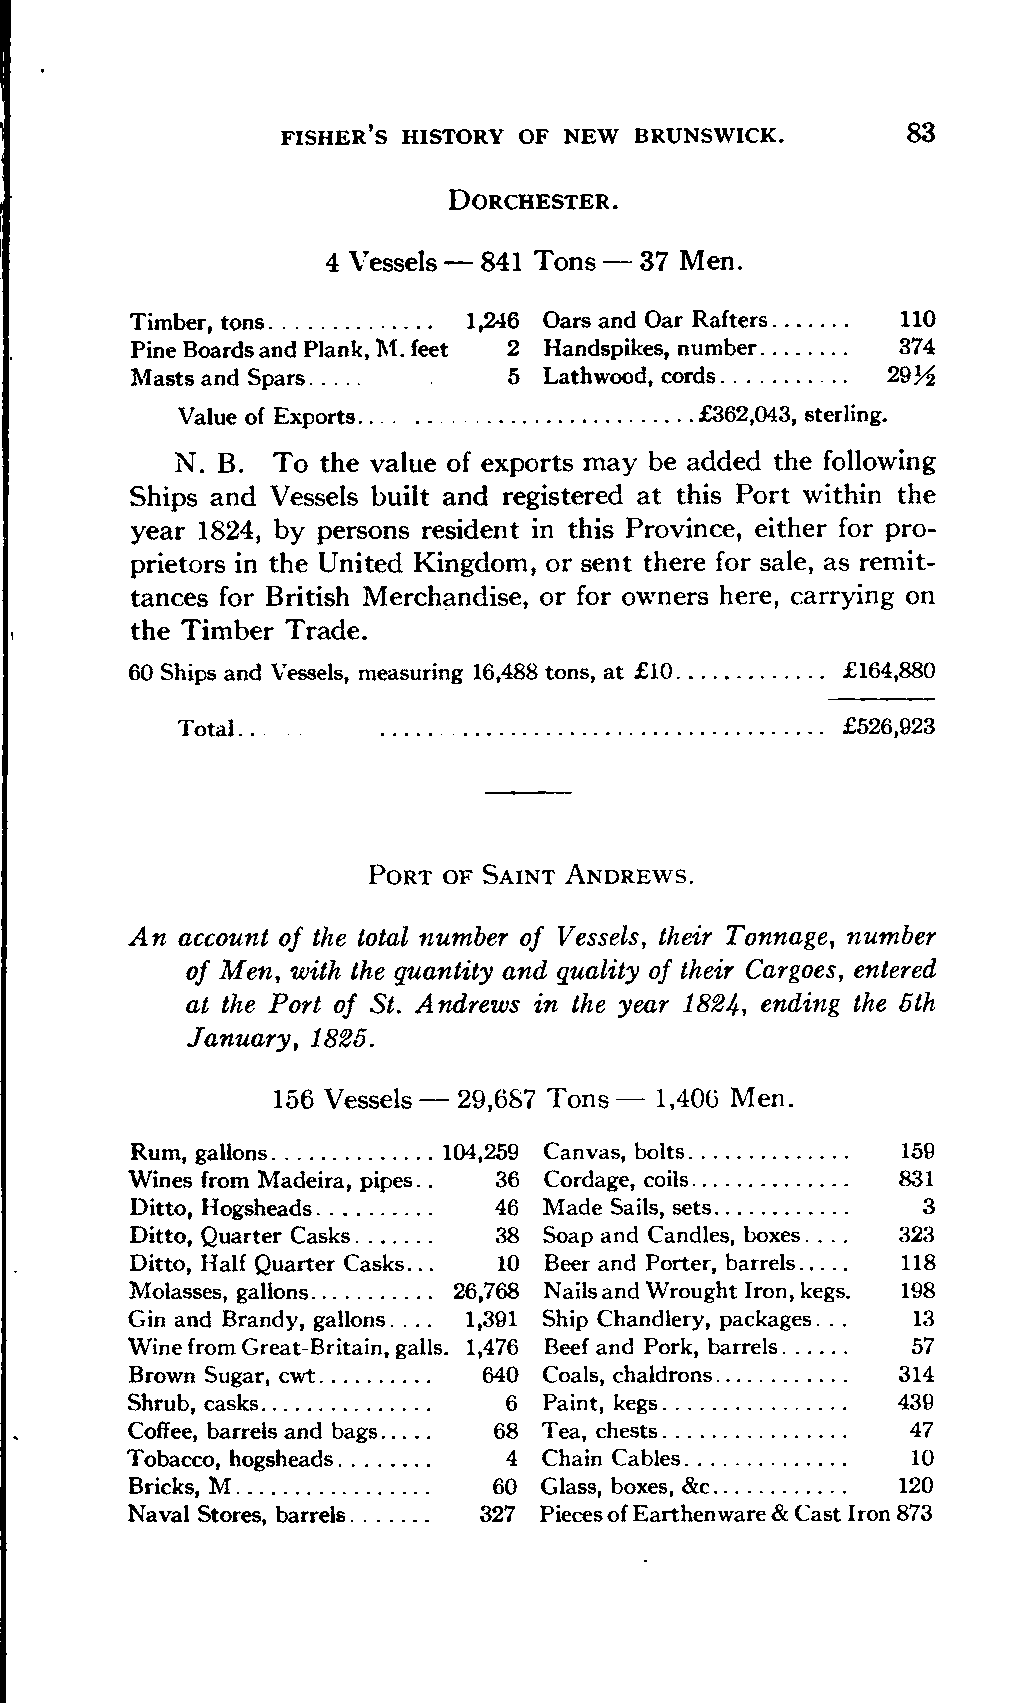 FISHER'S HISTORY OF NEW BRUNSWICK. 83
DORCHESTER.
4 Vessels — 841 Tons — 37 Men.
Timber, tons.............. 1,246 Oars and Oar Rafters....... 110
Pine Boards and Plank, M. feet 2 Handspikes, number........ 374
Masts and Spars..... 5 Lathwood, cords........... 29½
Value of Exports.............................£362,043, sterling.
N. B. To the value of exports may be added the following
Ships and Vessels built and registered at this Port within the
year 1824, by persons resident in this Province, either for pro-
prietors in the United Kingdom, or sent there for sale, as remit-
tances for British Merchandise, or for owners here, carrying on
the Timber Trade.
60 Ships and Vessels, measuring 16,488 tons, at £10............. £164,880
Total.. ................................... £526,923
PORT OF SAINT ANDREWS.
An account of the total number of Vessels, their Tonnage, number
of Men, with the quantity and quality of their Cargoes, entered
at the Port of St. Andrews in the year 1824, ending the 5th
January, 1825.
156 Vessels — 29,687 Tons — 1,406 Men.
Rum, gallons.............. 104,259 Canvas, bolts.............. 159
Wines from Madeira, pipes.. 36 Cordage, coils.............. 831
Ditto, Hogsheads.......... 46 Made Sails, sets............ 3
Ditto, Quarter Casks....... 38 Soap and Candles, boxes.... 323
Ditto, Half Quarter Casks... 10 Beer and Porter, barrels..... 118
Molasses, gallons........... 26,768 Nails and Wrought Iron, kegs. 198
Gin and Brandy, gallons.... 1,391 Ship Chandlery, packages... 13
Wine from Great-Britain, galls. 1,476 Beef and Pork, barrels...... 57
Brown Sugar, cwt.......... 640 Coals, chaldrons............ 314
Shrub, casks............... 6 Paint, kegs................ 439
Coffee, barrels and bags..... 68 Tea, chests................ 47
Tobacco, hogsheads........ 4 Chain Cables.............. 10
Bricks, M................. 60 Glass, boxes, &c............ 120
Naval Stores, barrels....... 327 Pieces of Earthenware & Cast Iron 873